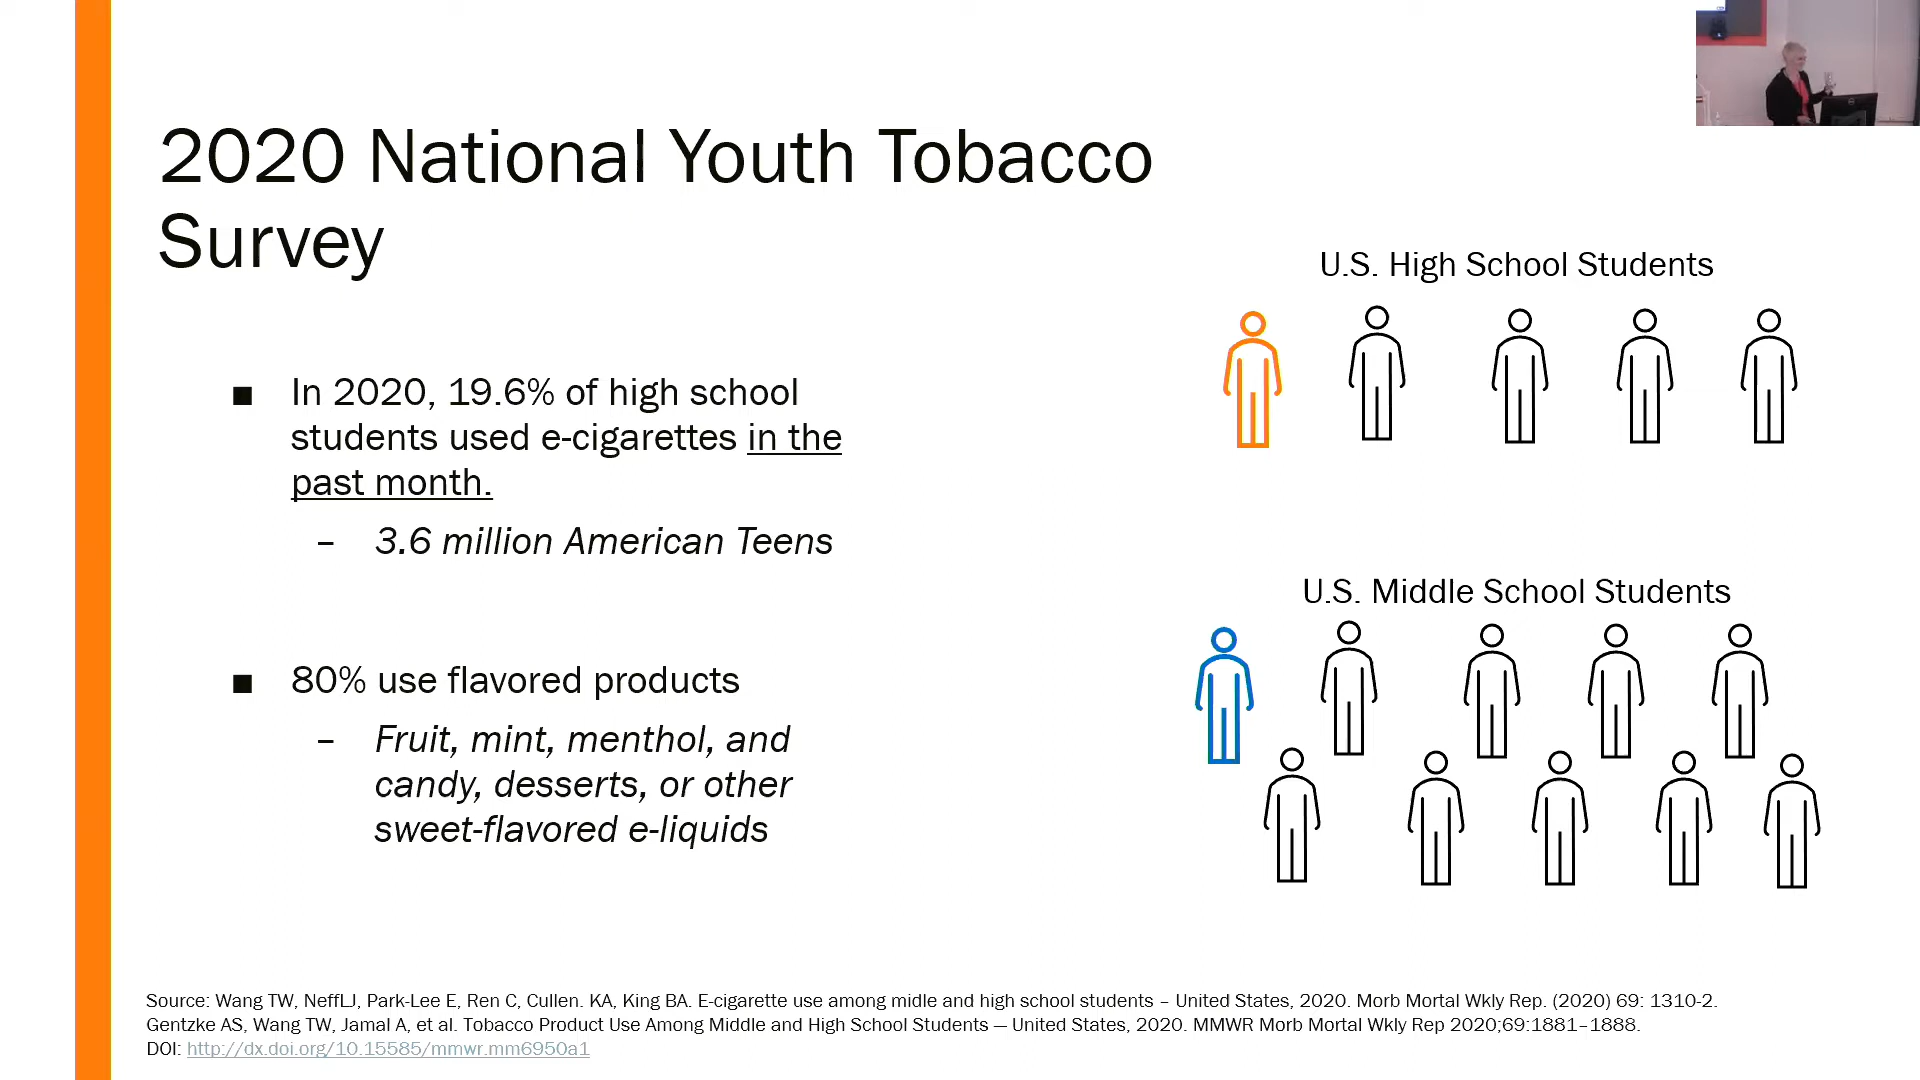 2020 National Youth Tobacco
Survey
■ In 2020, 19.6% of high school
students used e-cigarettes in the
past month.
– 3.6 million American Teens
■ 80% use flavored products
– Fruit, mint, menthol, and
candy, desserts, or other
sweet-flavored e-liquids
U.S. High School Students
U.S. Middle School Students
Source: Wang TW, NeffLJ, Park-Lee E, Ren C, Cullen. KA, King BA. E-cigarette use among midle and high school students – United States, 2020. Morb Mortal Wkly Rep. (2020) 69: 1310-2.
Gentzke AS, Wang TW, Jamal A, et al. Tobacco Product Use Among Middle and High School Students — United States, 2020. MMWR Morb Mortal Wkly Rep 2020;69:1881–1888.
DOI: http://dx.doi.org/10.15585/mmwr.mm6950a1